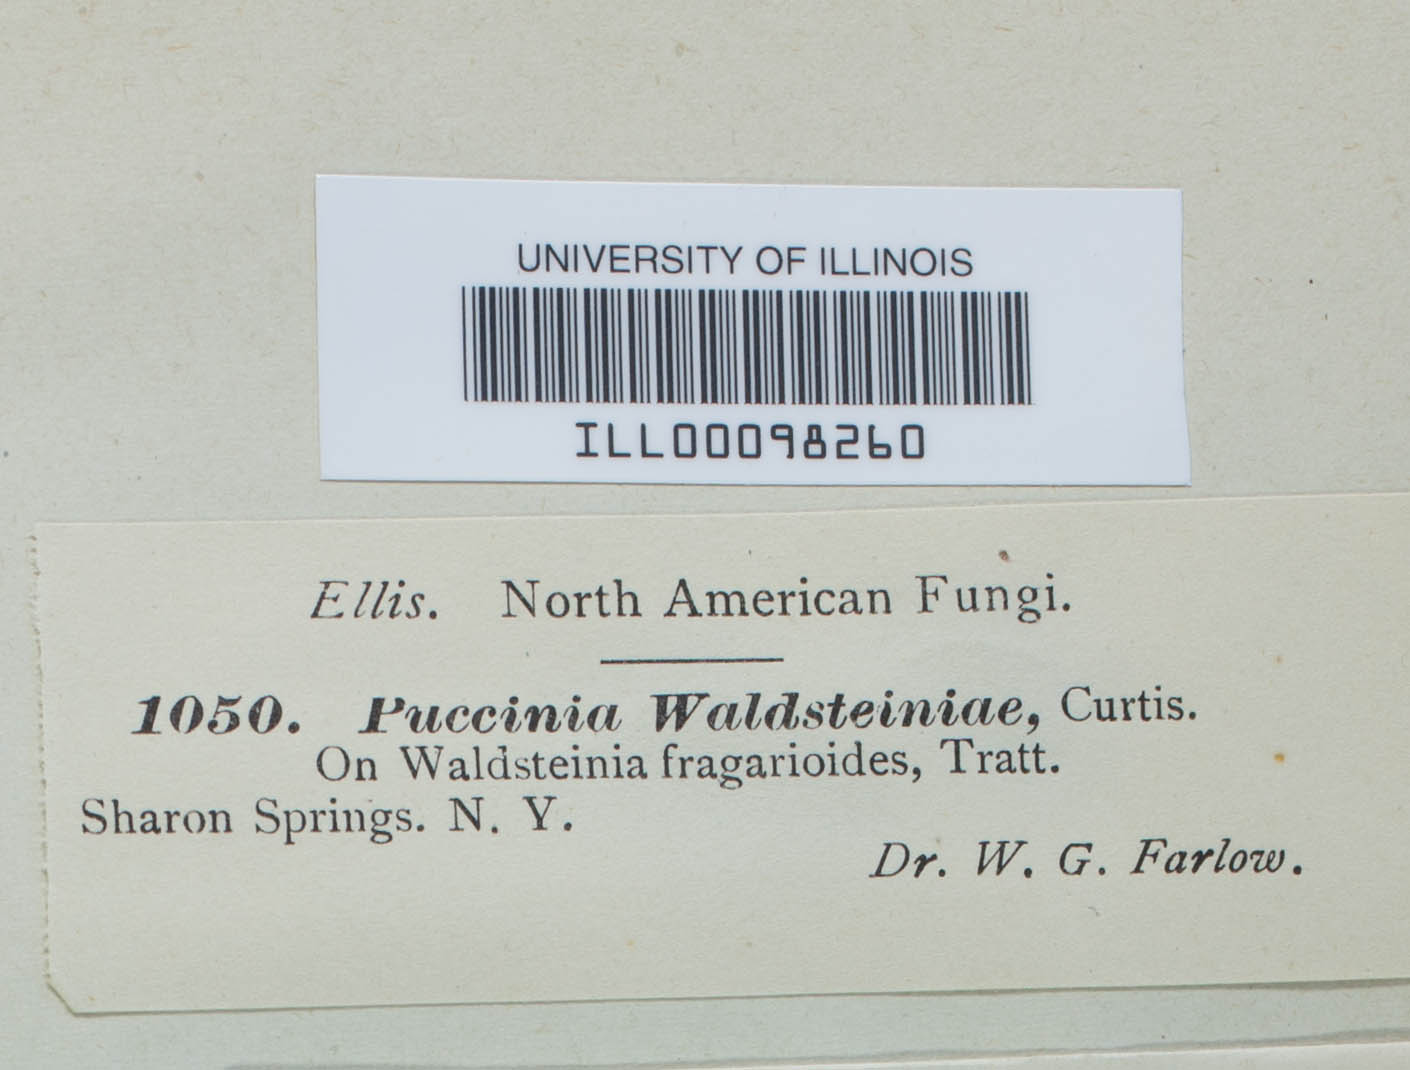 UNIVERSITY OF ILLINOIS
ILL00098260
Ellis. North American Fungi.
1050. Puccinia Waldsteiniae, Curtis.
On Waldsteinia fragarioides, Tratt.
Sharon Springs. N. Y.
Dr. W. G. Farlow.